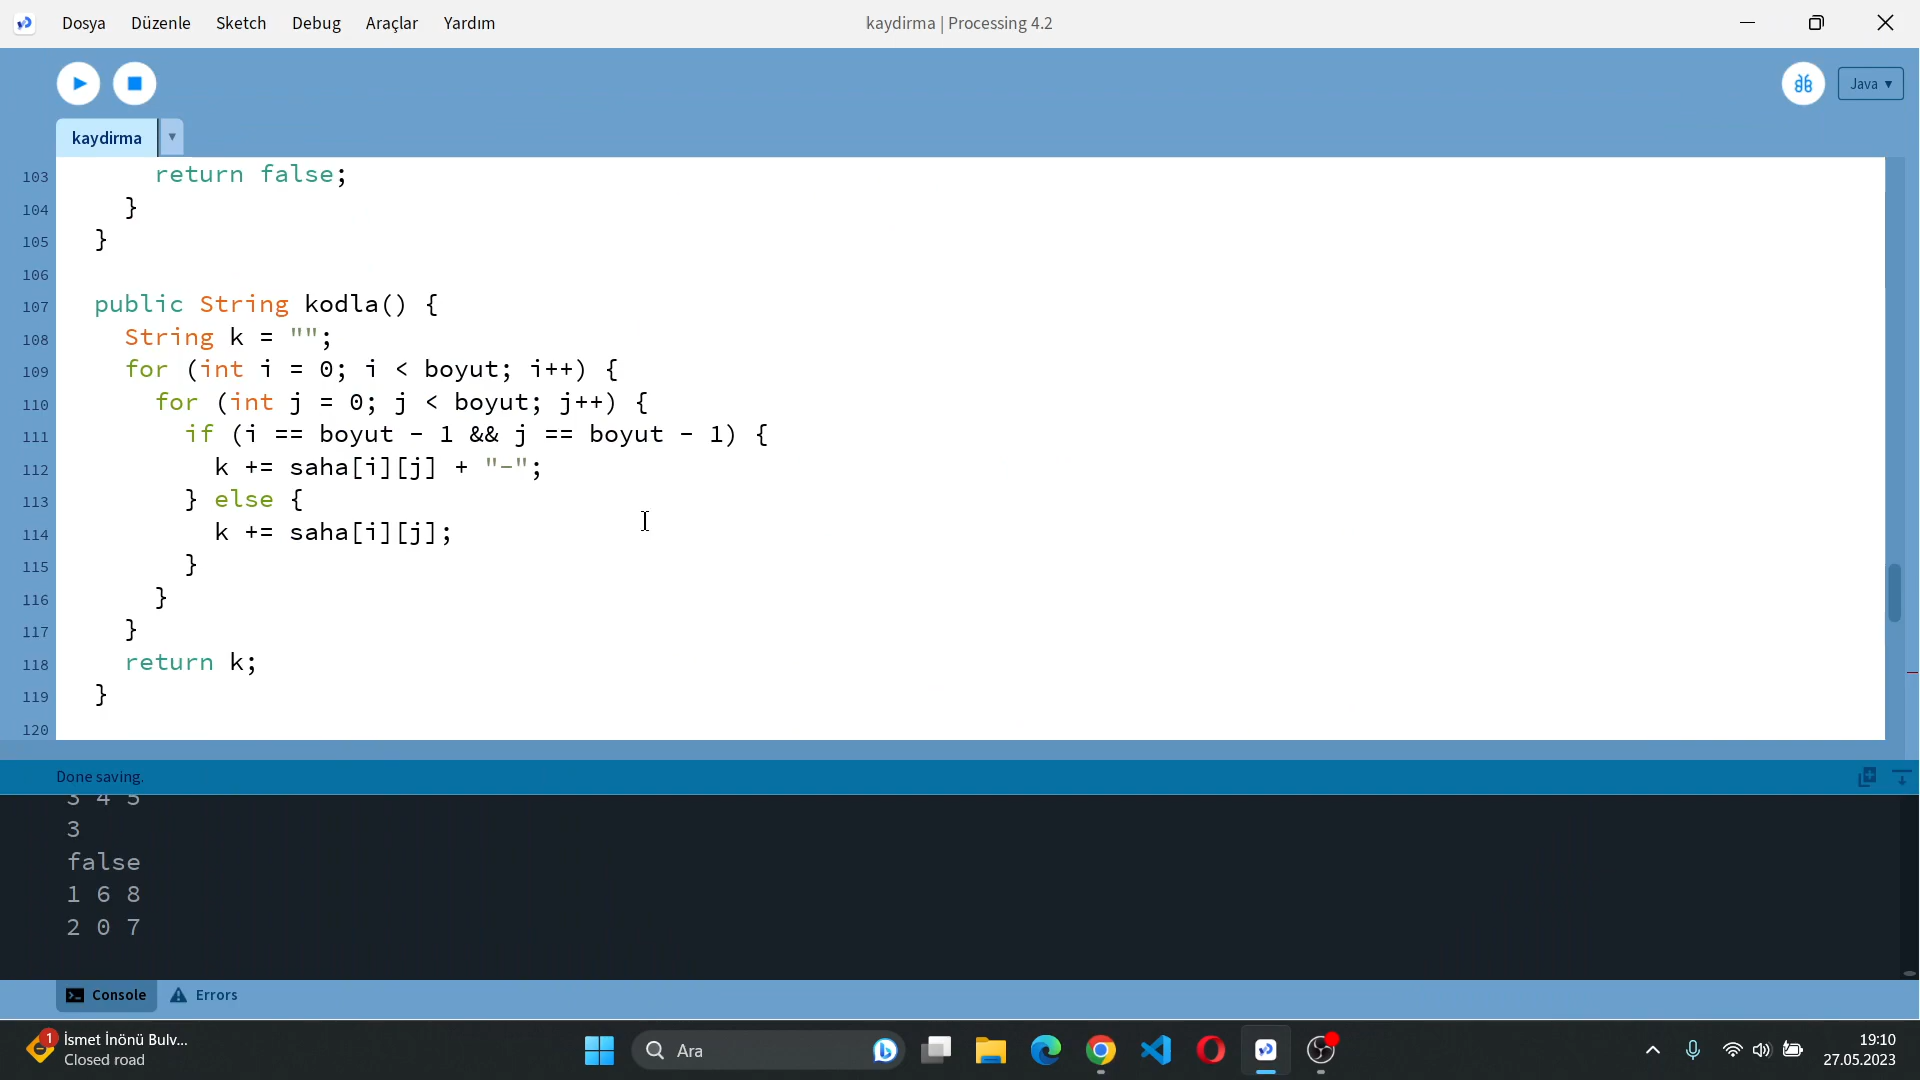 Dosya Düzenle Sketch Debug Araçlar Yardım kaydirma | Processing 4.2
Java ▾
kaydirma ▾
103 return false;
104 }
105 }
106
107 public String kodla() {
108 String k = "";
109 for (int i = 0; i < boyut; i++) {
110 for (int j = 0; j < boyut; j++) {
111 if (i == boyut - 1 && j == boyut - 1) {
112 k += saha[i][j] + "-";
113 } else {
114 k += saha[i][j];
115 }
116 }
117 }
118 return k;
119 }
120
Done saving.
3 4 5
3
false
1 6 8
2 0 7
Console Errors
1 İsmet İnönü Bulv...
Closed road
Ara
19:10
27.05.2023